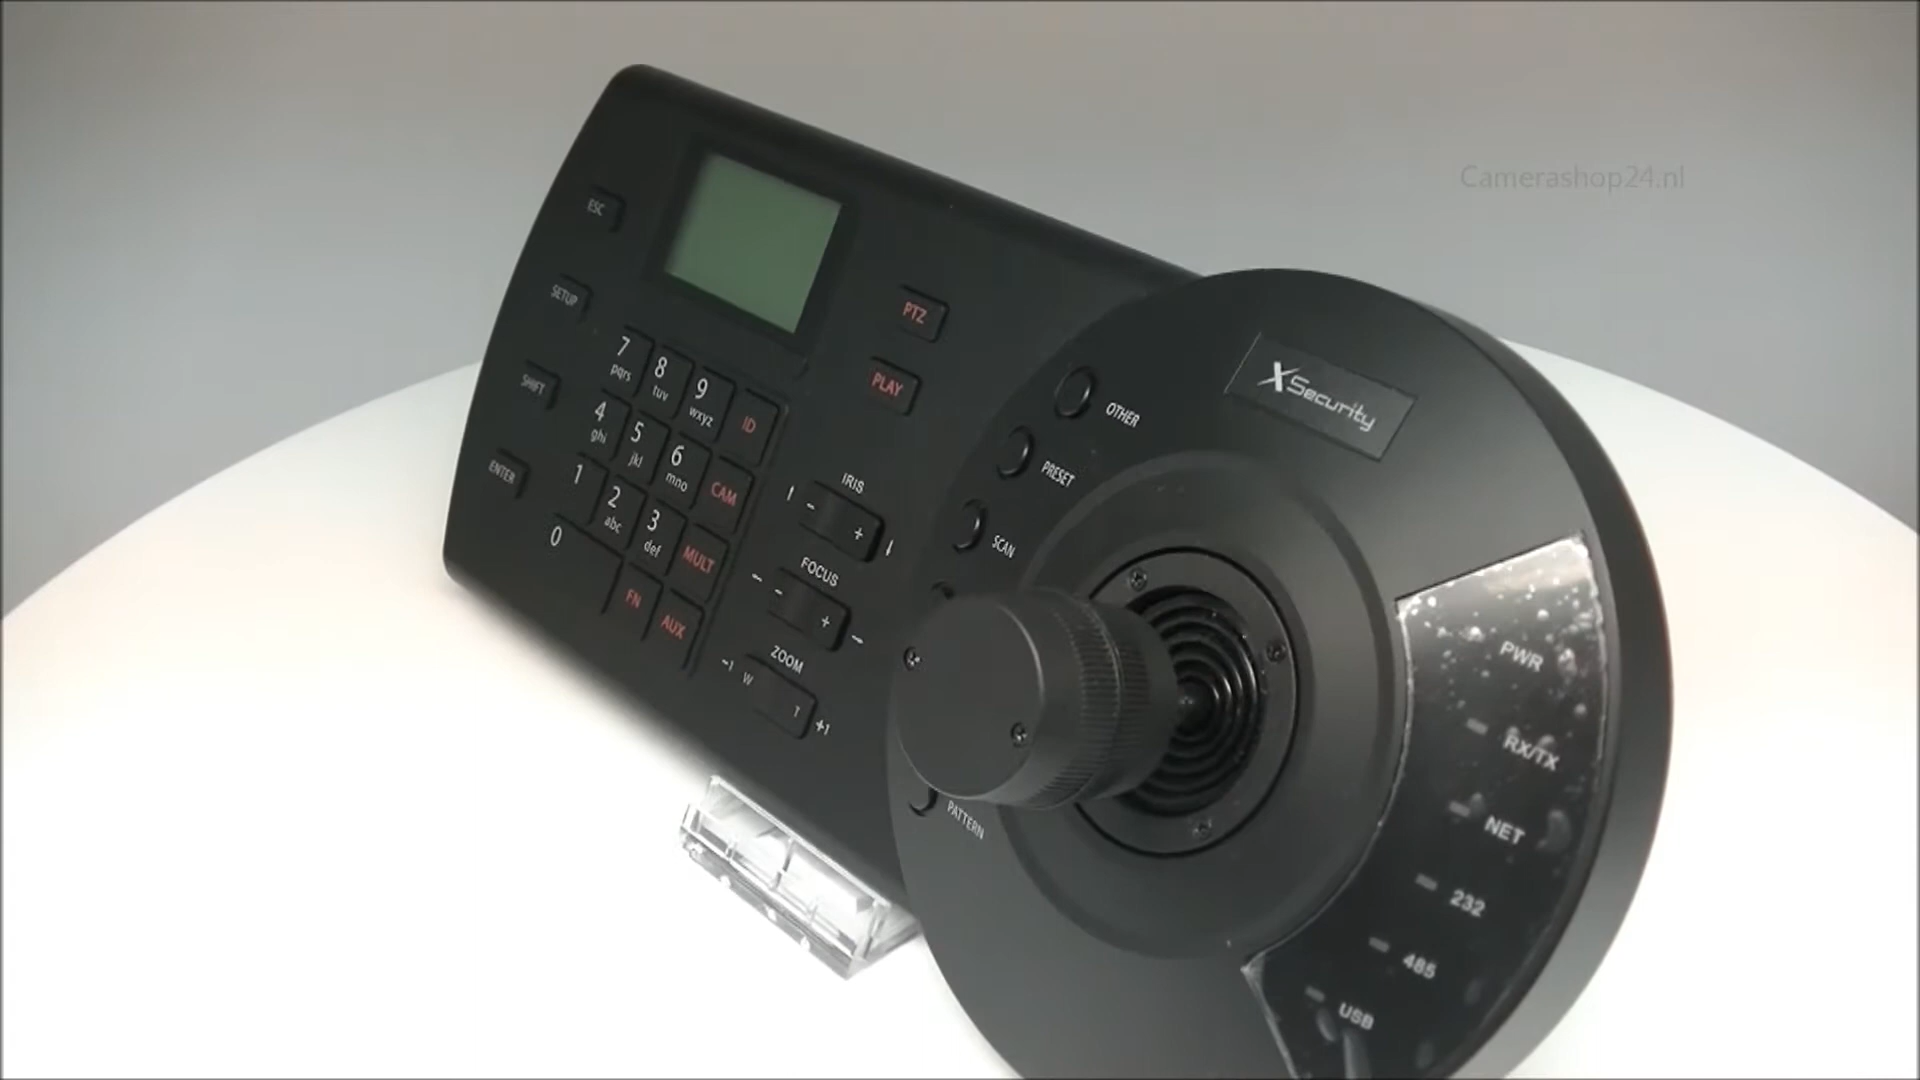 Camerashop24.nl
ESC
SETUP
SHIFT
ENTER
7 pqrs
8 tuv
9 wxyz
ID
4 ghi
5 jkl
6 mno
CAM
1
2 abc
3 def
MULT
0
FN
AUX
PTZ
PLAY
IRIS
- +
FOCUS
- +
ZOOM
-1 W T +1
XSecurity
OTHER
PRESET
SCAN
PATTERN
PWR
RX/TX
NET
232
485
USB